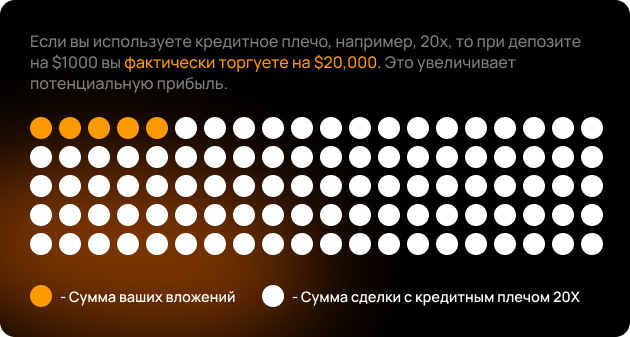 Если вы используете кредитное плечо, например, 20x, то при депозите
на $1000 вы фактически торгуете на $20,000. Это увеличивает
потенциальную прибыль.
- Сумма ваших вложений
- Сумма сделки с кредитным плечом 20X